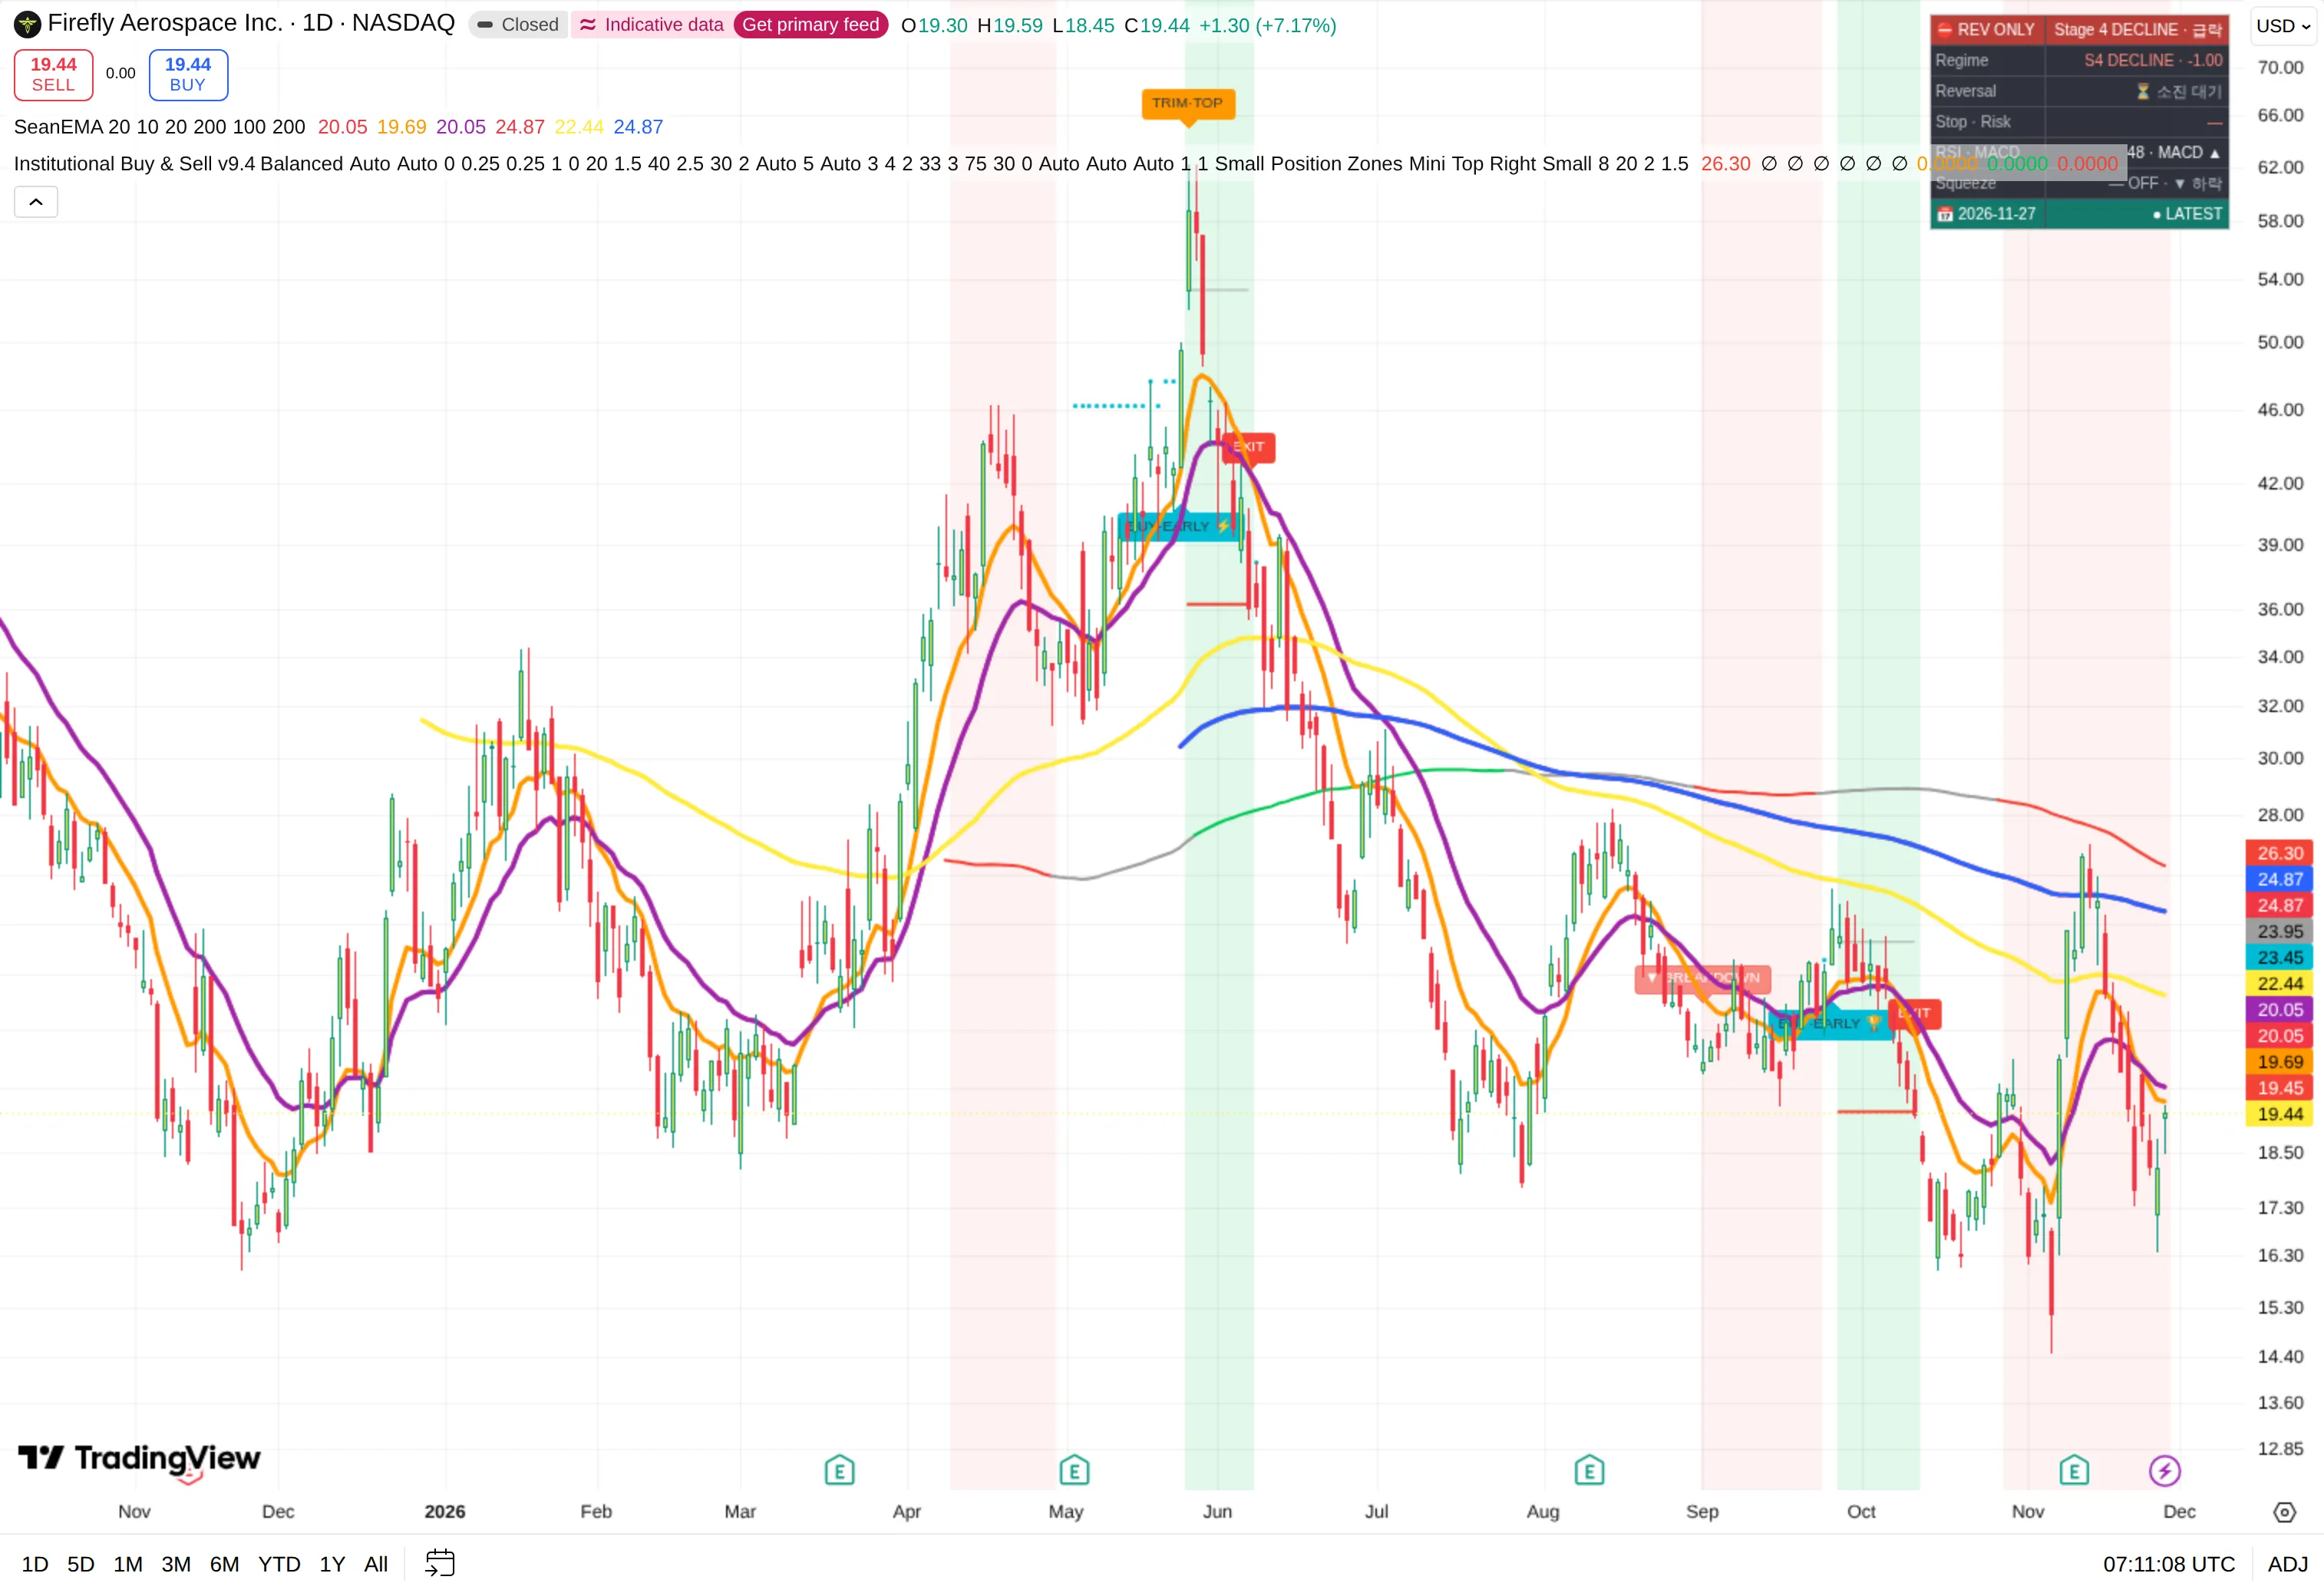 Firefly Aerospace Inc. · 1D · NASDAQ Closed Indicative data Get primary feed O19.30 H19.59 L18.45 C19.44 +1.30 (+7.17%)
19.44 SELL 0.00 19.44 BUY
SeanEMA 20 10 20 200 100 200 20.05 19.69 20.05 24.87 22.44 24.87
Institutional Buy & Sell v9.4 Balanced Auto Auto 0 0.25 0.25 1 0 20 1.5 40 2.5 30 2 Auto 5 Auto 3 4 2 33 3 75 30 0 Auto Auto Auto 1 1 Small Position Zones Mini Top Right Small 8 20 2 1.5 26.30 ∅ ∅ ∅ ∅ ∅ ∅ 0.0000 0.0000 0.0000
⛔ REV ONLY Stage 4 DECLINE · 급락
Regime S4 DECLINE · -1.00
Reversal ⏳ 소진 대기
Stop · Risk —
RSI · MACD 48 · MACD ▲
Squeeze — OFF · ▼ 하락
📅 2026-11-27 ● LATEST
USD
70.00
66.00
62.00
58.00
54.00
50.00
46.00
42.00
39.00
36.00
34.00
32.00
30.00
28.00
26.30
24.87
24.87
23.95
23.45
22.44
20.05
20.05
19.69
19.45
19.44
18.50
17.30
16.30
15.30
14.40
13.60
12.85
TRIM·TOP
EXIT
BUY·EARLY ⚡
▼ BREAKDOWN
EARLY 🏆
EXIT
TradingView
E
E
E
E
Nov Dec 2026 Feb Mar Apr May Jun Jul Aug Sep Oct Nov Dec
1D 5D 1M 3M 6M YTD 1Y All 07:11:08 UTC ADJ